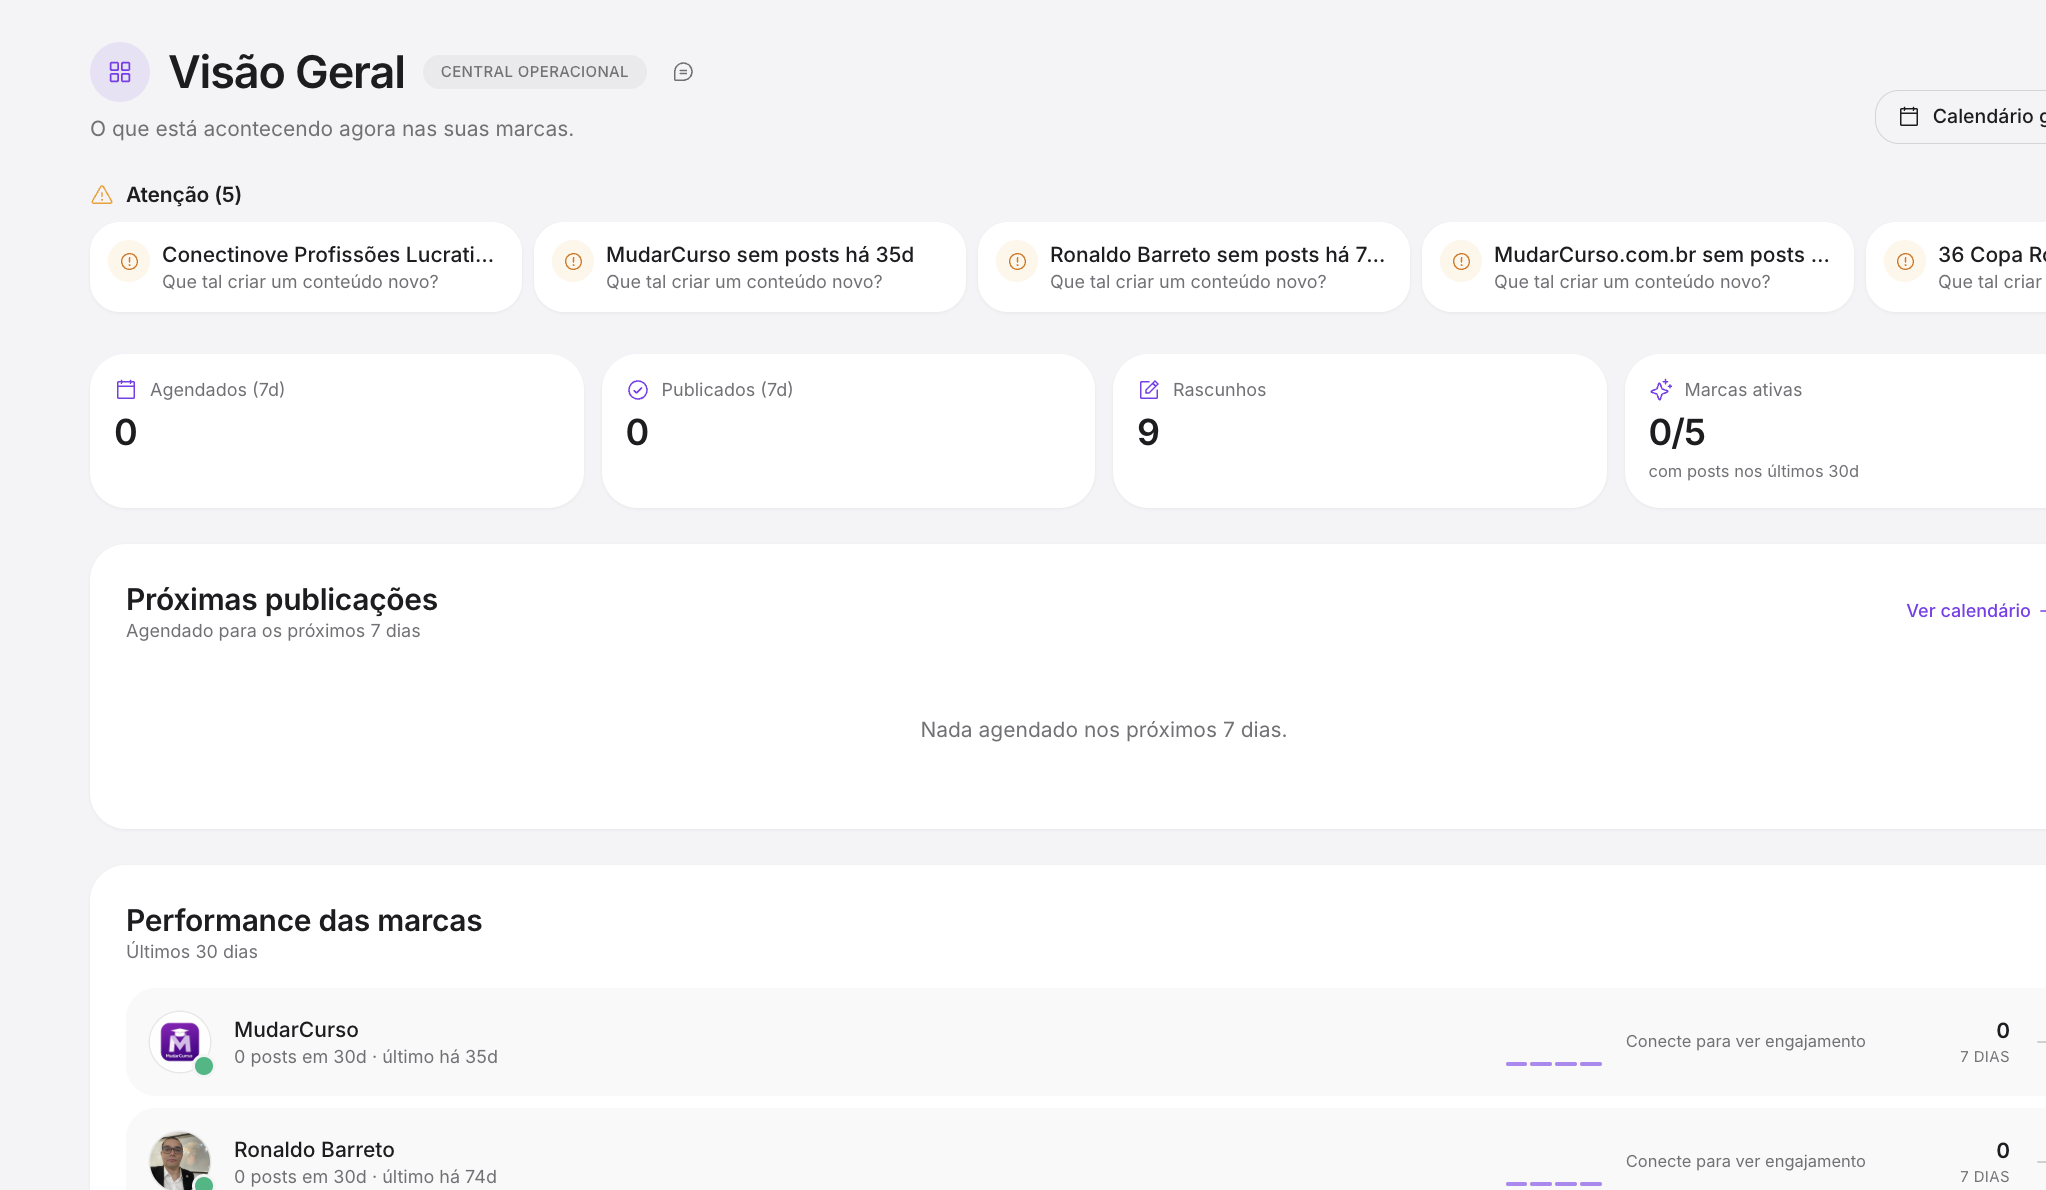 Visão Geral
CENTRAL OPERACIONAL
O que está acontecendo agora nas suas marcas.
Calendário g
Atenção (5)
Conectinove Profissões Lucrati...
Que tal criar um conteúdo novo?
MudarCurso sem posts há 35d
Que tal criar um conteúdo novo?
Ronaldo Barreto sem posts há 7...
Que tal criar um conteúdo novo?
MudarCurso.com.br sem posts ...
Que tal criar um conteúdo novo?
36 Copa Ro
Que tal criar
Agendados (7d)
0
Publicados (7d)
0
Rascunhos
9
Marcas ativas
0/5
com posts nos últimos 30d
Próximas publicações
Agendado para os próximos 7 dias
Ver calendário
Nada agendado nos próximos 7 dias.
Performance das marcas
Últimos 30 dias
M
MudarCurso
MudarCurso
0 posts em 30d · último há 35d
Conecte para ver engajamento
0
7 DIAS
Ronaldo Barreto
0 posts em 30d · último há 74d
Conecte para ver engajamento
0
7 DIAS